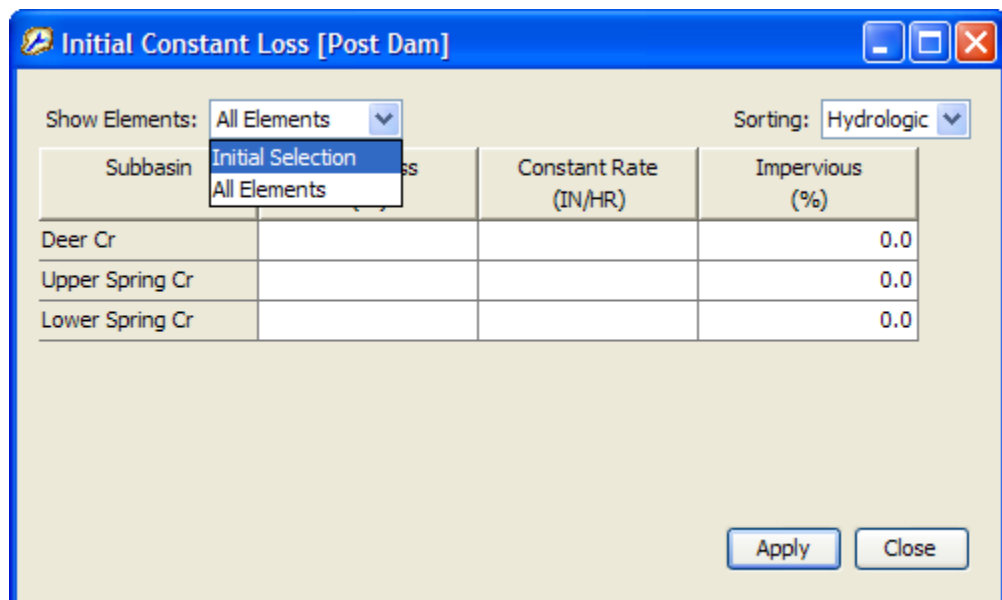 Initial Constant Loss [Post Dam]
Show Elements: All Elements Sorting: Hydrologic
Initial Selection
All Elements
Subbasin ss Constant Rate Impervious
(IN/HR) (%)
Deer Cr 0.0
Upper Spring Cr 0.0
Lower Spring Cr 0.0
Apply Close